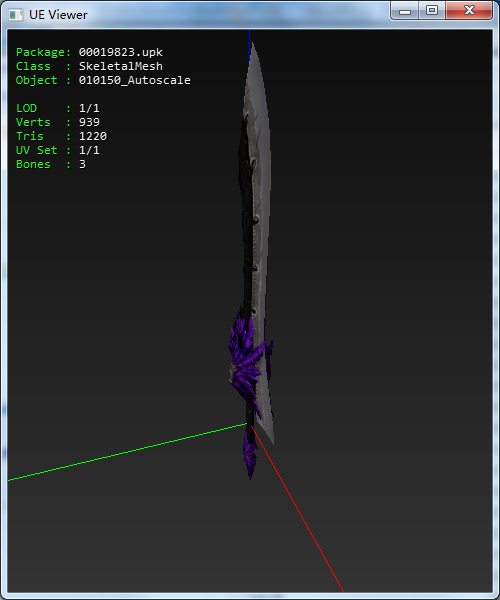 UE Viewer
Package: 00019823.upk
Class  : SkeletalMesh
Object : 010150_Autoscale
LOD    : 1/1
Verts  : 939
Tris   : 1220
UV Set : 1/1
Bones  : 3